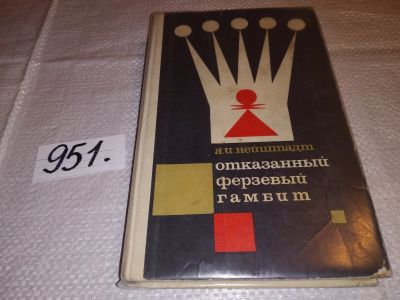 951.
я.и. нейштадт
отказанный
ферзевый
гамбит